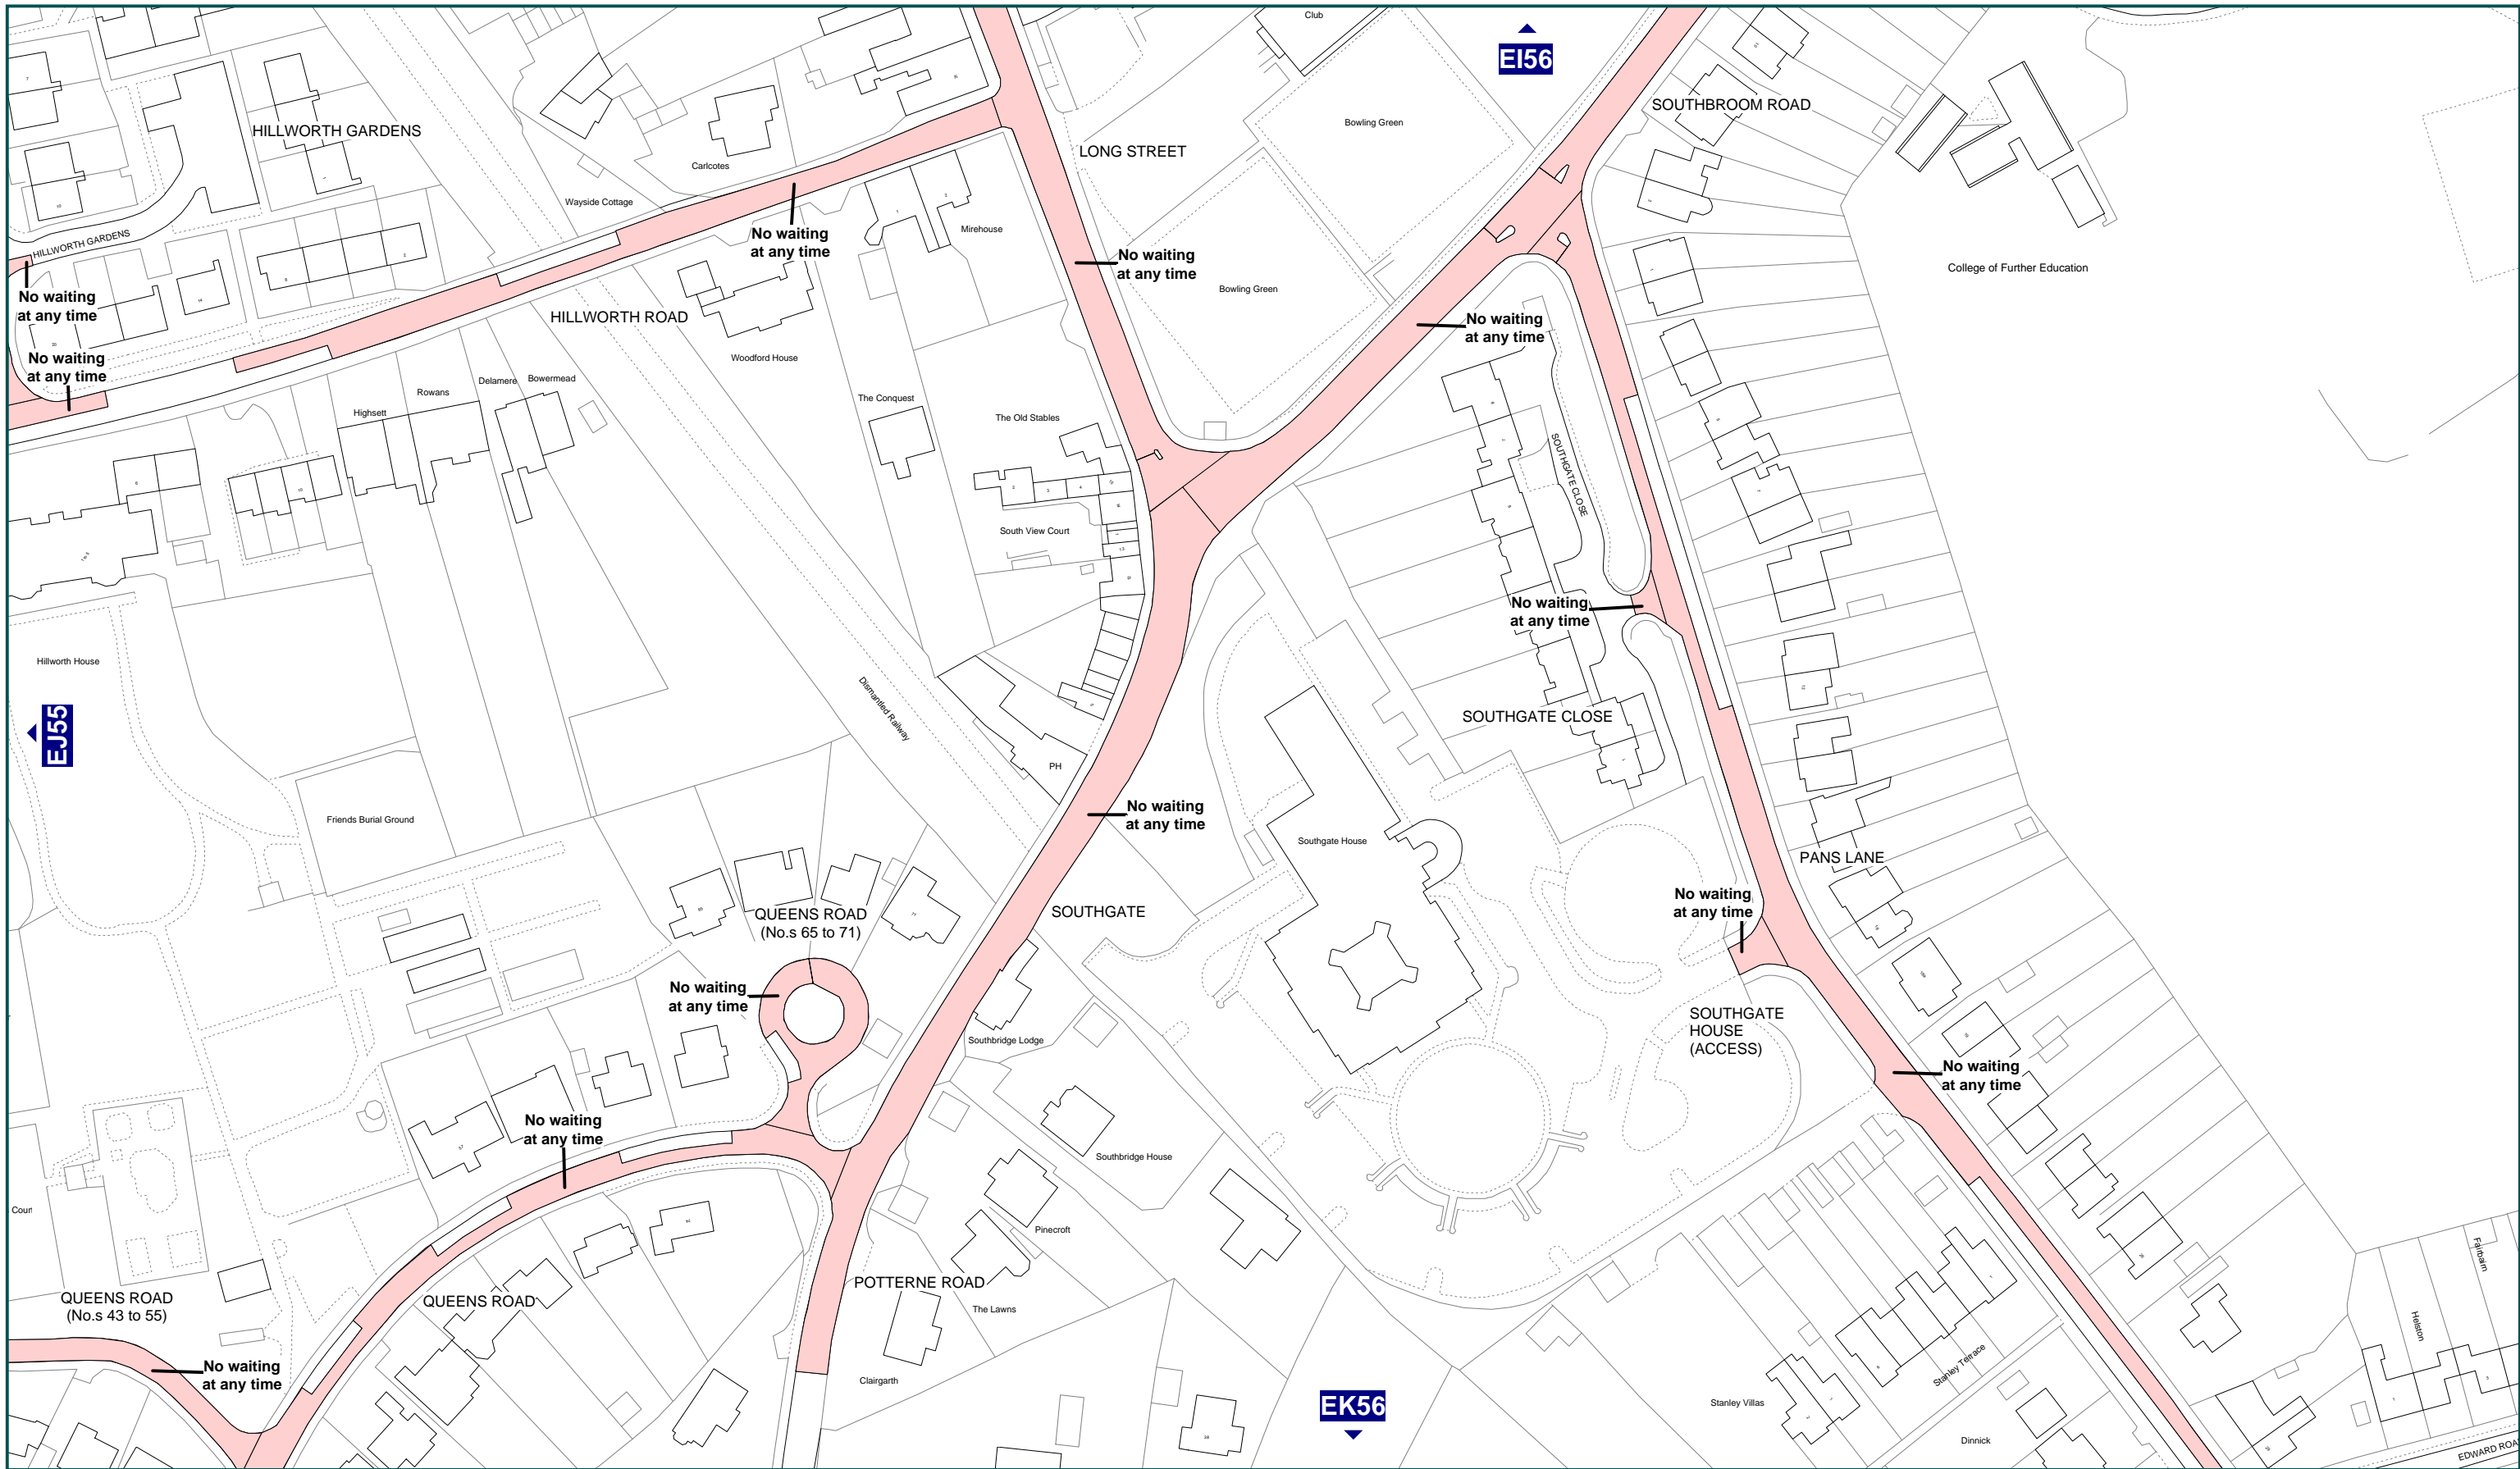 Club
EI56
SOUTHBROOM ROAD
Bowling Green
HILLWORTH GARDENS
LONG STREET
Carlcotes
Wayside Cottage
Mirehouse
HILLWORTH GARDENS
No waiting
at any time
No waiting
at any time
College of Further Education
Bowling Green
No waiting
at any time
HILLWORTH ROAD
No waiting
at any time
Woodford House
No waiting
at any time
Delamere
Bowermead
Rowans
Highsett
The Conquest
The Old Stables
SOUTHGATE CLOSE
South View Court
No waiting
at any time
Hillworth House
Dismantled Railway
EJ55
SOUTHGATE CLOSE
PH
Friends Burial Ground
No waiting
at any time
Southgate House
PANS LANE
No waiting
at any time
QUEENS ROAD
(No.s 65 to 71)
SOUTHGATE
No waiting
at any time
SOUTHGATE
HOUSE
(ACCESS)
Southbridge Lodge
No waiting
at any time
No waiting
at any time
Southbridge House
Court
Pinecroft
Fairbairn
POTTERNE ROAD
QUEENS ROAD
(No.s 43 to 55)
QUEENS ROAD
The Lawns
Helston
Stanley Terrace
No waiting
at any time
Clairgarth
EK56
Stanley Villas
Dinnick
EDWARD ROA